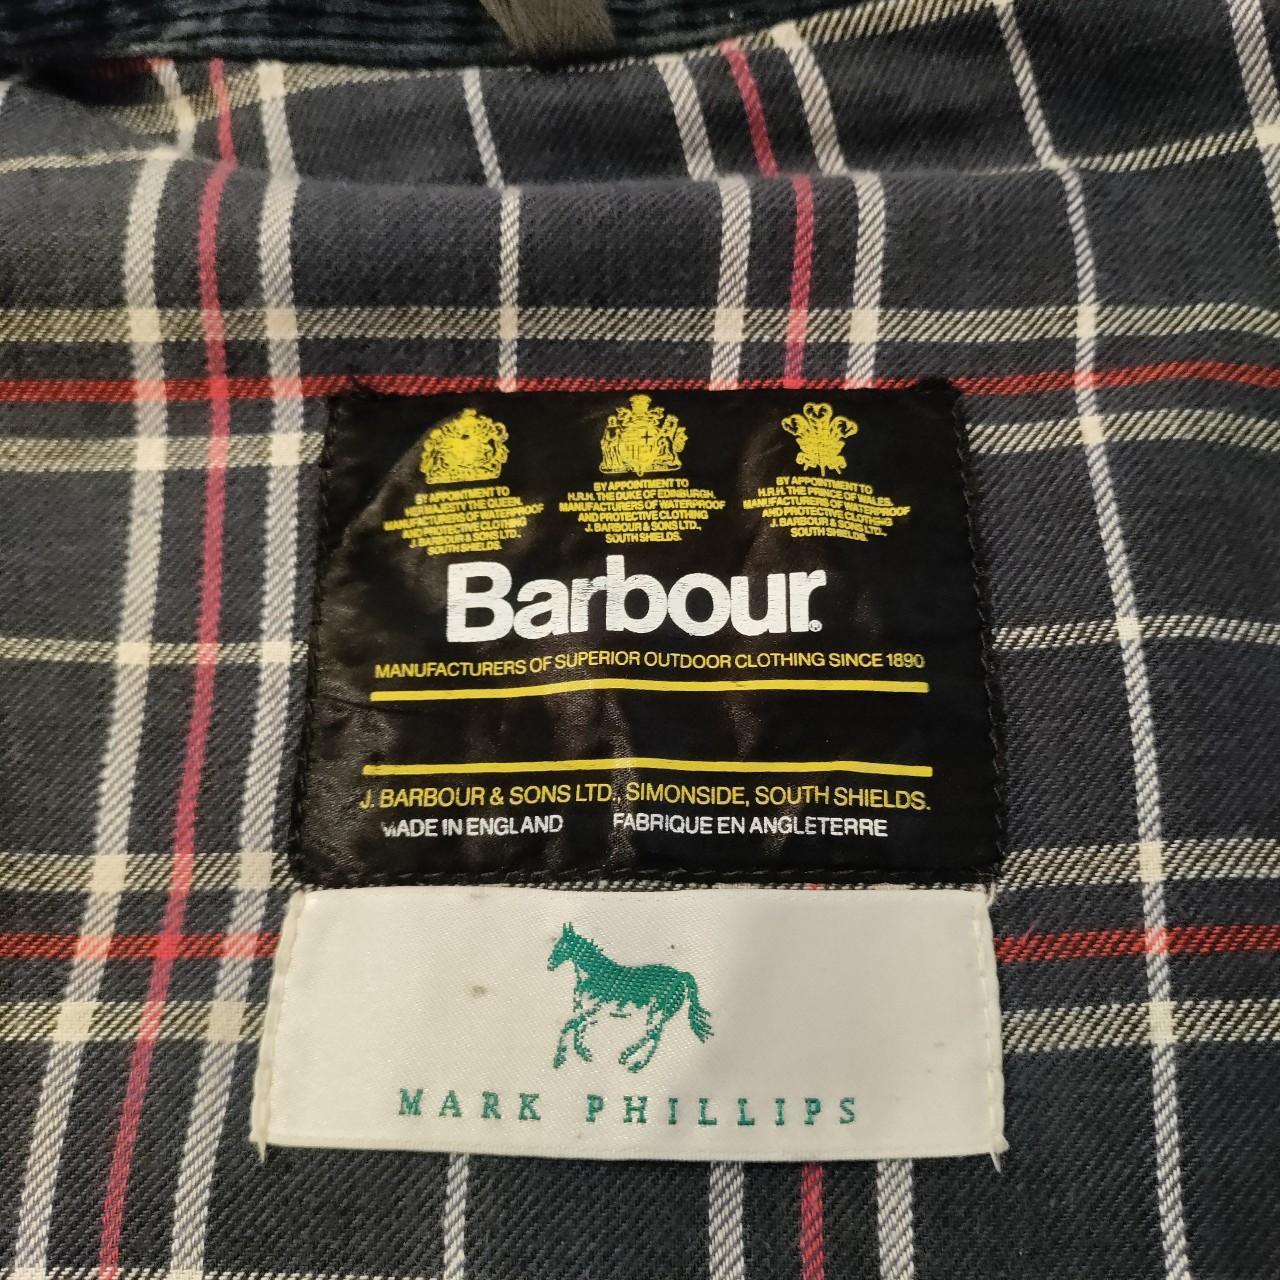 BY APPOINTMENT TO
HER MAJESTY THE QUEEN,
MANUFACTURERS OF WATERPROOF
AND PROTECTIVE CLOTHING
J. BARBOUR & SONS LTD.,
SOUTH SHIELDS.
BY APPOINTMENT TO
H.R.H. THE DUKE OF EDINBURGH,
MANUFACTURERS OF WATERPROOF
AND PROTECTIVE CLOTHING
J. BARBOUR & SONS LTD.,
SOUTH SHIELDS.
BY APPOINTMENT TO
H.R.H. THE PRINCE OF WALES,
MANUFACTURERS OF WATERPROOF
AND PROTECTIVE CLOTHING
J. BARBOUR & SONS LTD.,
SOUTH SHIELDS.
Barbour®
MANUFACTURERS OF SUPERIOR OUTDOOR CLOTHING SINCE 1890
J. BARBOUR & SONS LTD., SIMONSIDE, SOUTH SHIELDS.
MADE IN ENGLAND FABRIQUE EN ANGLETERRE
MARK PHILLIPS